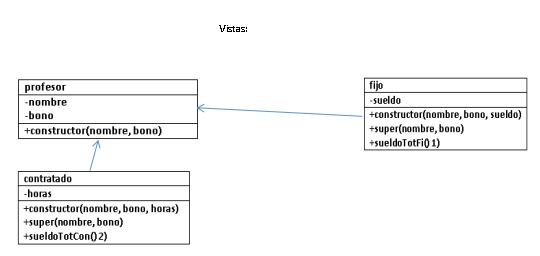 Vistas:
profesor
-nombre
-bono
+constructor(nombre, bono)
fijo
-sueldo
+constructor(nombre, bono, sueldo)
+super(nombre, bono)
+sueldoTotFi()1)
contratado
-horas
+constructor(nombre, bono, horas)
+super(nombre, bono)
+sueldoTotCon()2)